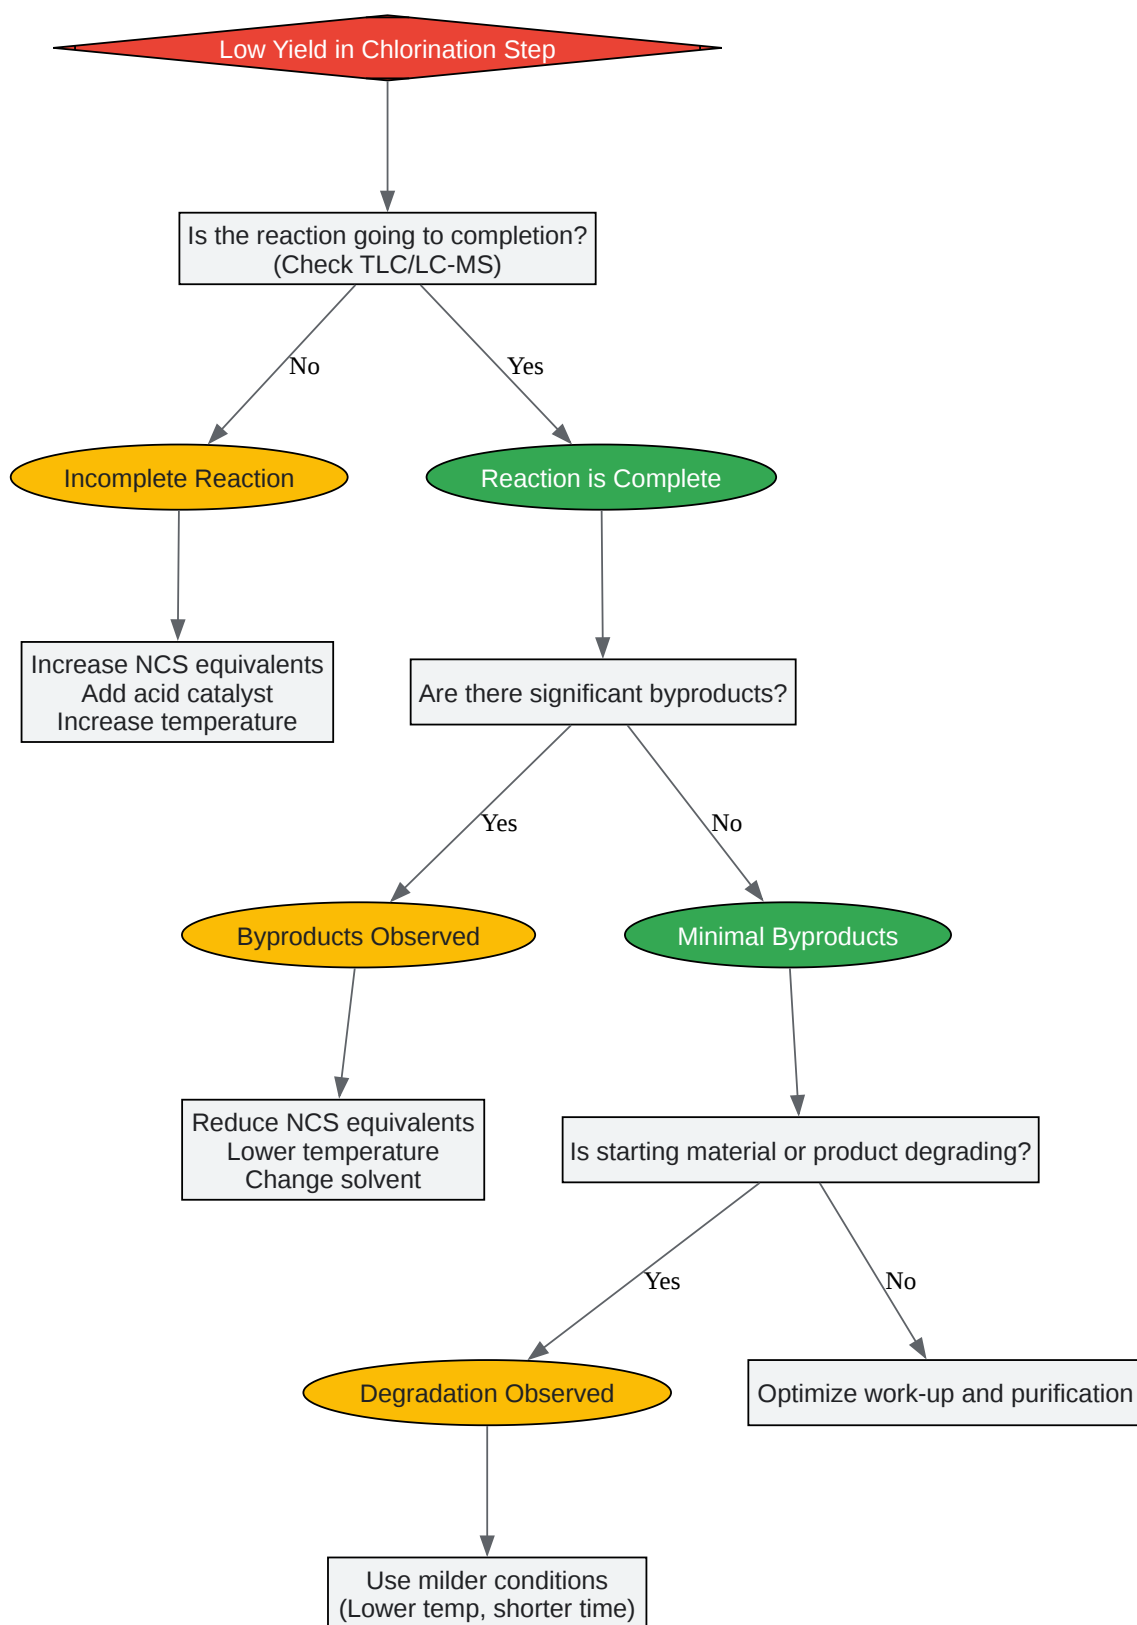 Low Yield in Chlorination Step
Is the reaction going to completion?
(Check TLC/LC-MS)
No
Yes
Incomplete Reaction
Reaction is Complete
Increase NCS equivalents
Add acid catalyst
Increase temperature
Are there significant byproducts?
Yes
No
Byproducts Observed
Minimal Byproducts
Reduce NCS equivalents
Lower temperature
Change solvent
Is starting material or product degrading?
Yes
No
Degradation Observed
Optimize work-up and purification
Use milder conditions
(Lower temp, shorter time)